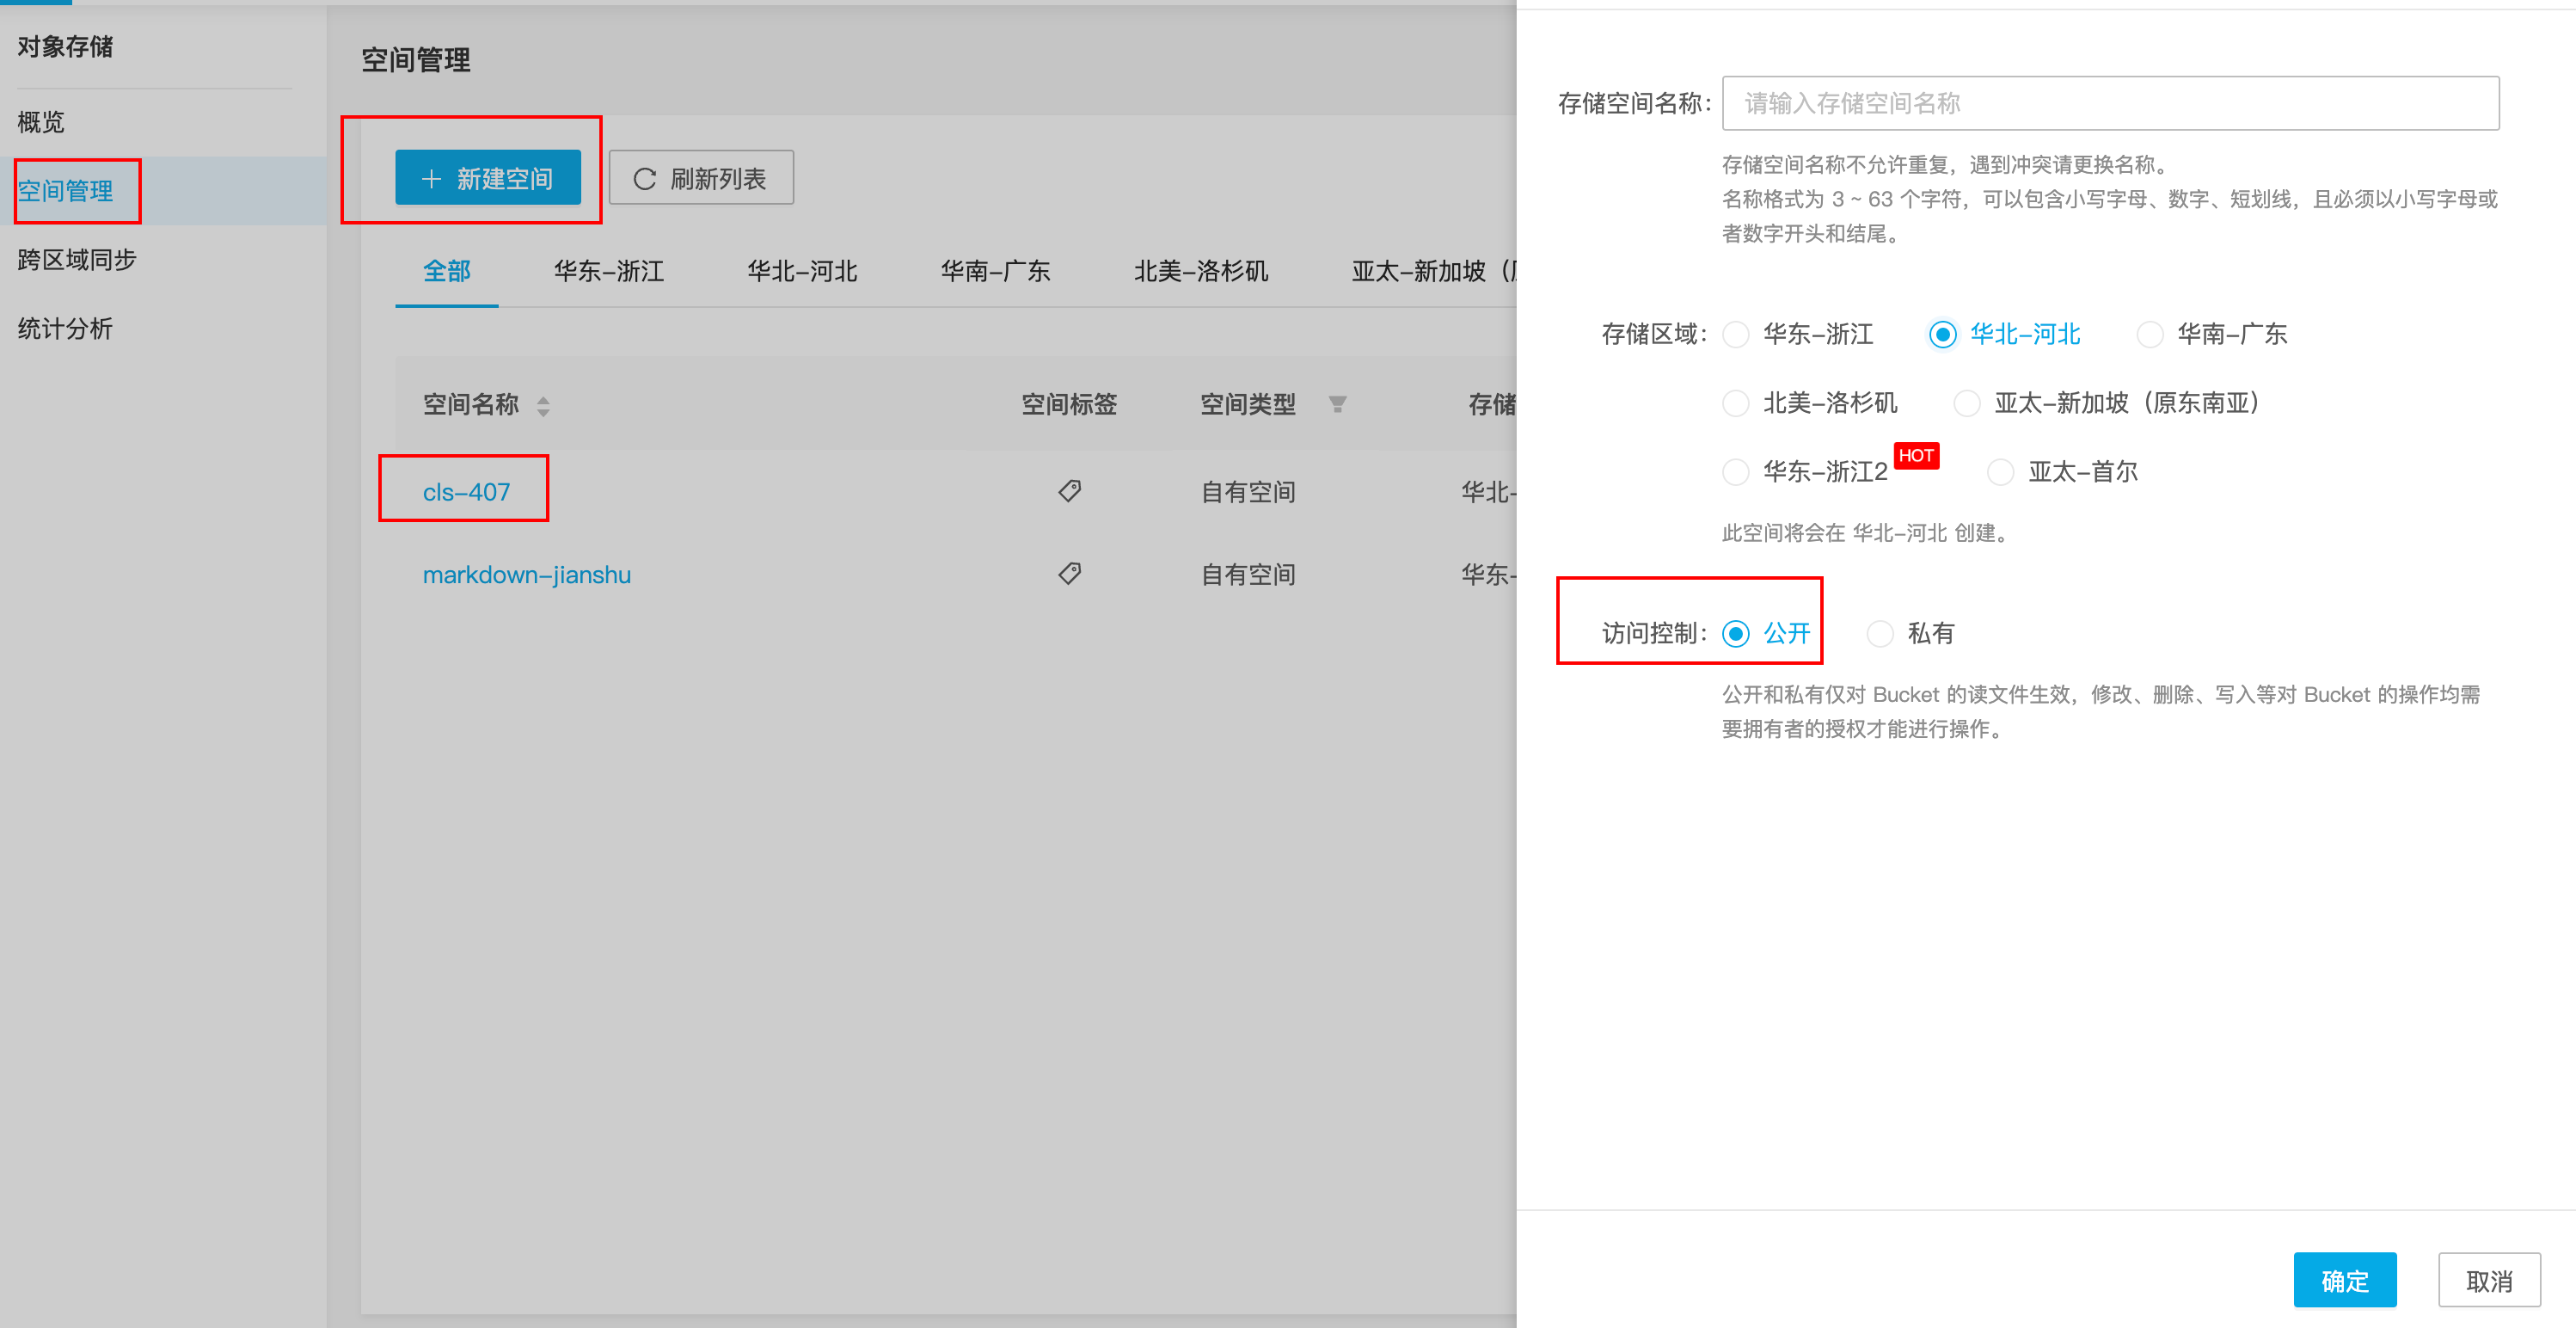 对象存储
概览
空间管理
跨区域同步
统计分析
空间管理
新建空间
刷新列表
全部 华东-浙江 华北-河北 华南-广东 北美-洛杉矶 亚太-新加坡（
空间名称 空间标签 空间类型 存储
cls-407 自有空间 华北-
markdown-jianshu 自有空间 华东-
存储空间名称： 请输入存储空间名称
存储空间名称不允许重复，遇到冲突请更换名称。
名称格式为 3 ~ 63 个字符，可以包含小写字母、数字、短划线，且必须以小写字母或
者数字开头和结尾。
存储区域： 华东-浙江 华北-河北 华南-广东
北美-洛杉矶 亚太-新加坡（原东南亚）
华东-浙江2 HOT 亚太-首尔
此空间将会在 华北-河北 创建。
访问控制： 公开 私有
公开和私有仅对 Bucket 的读文件生效，修改、删除、写入等对 Bucket 的操作均需
要拥有者的授权才能进行操作。
确定 取消